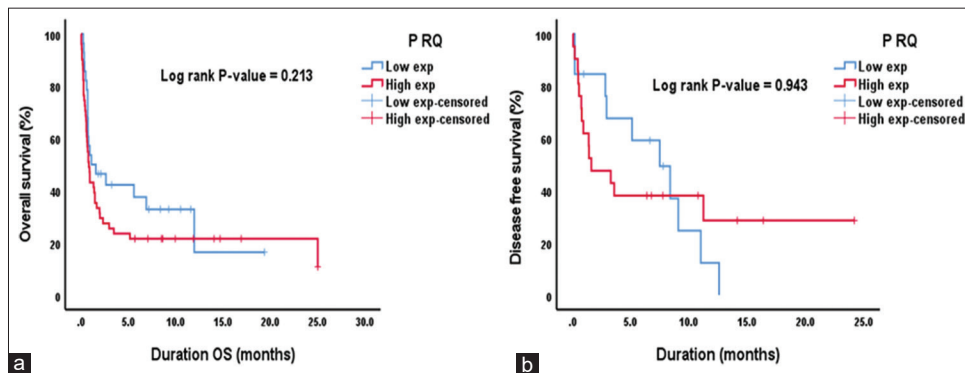 P RQ
Log rank P-value = 0.213
Low exp
High exp
Low exp-censored
High exp-censored
Overall survival (%)
100
80
60
40
20
0
.0 5.0 10.0 15.0 20.0 25.0 30.0
Duration OS (months)
a
P RQ
Log rank P-value = 0.943
Low exp
High exp
Low exp-censored
High exp-censored
Disease free survival (%)
100
80
60
40
20
0
.0 5.0 10.0 15.0 20.0 25.0
Duration (months)
b